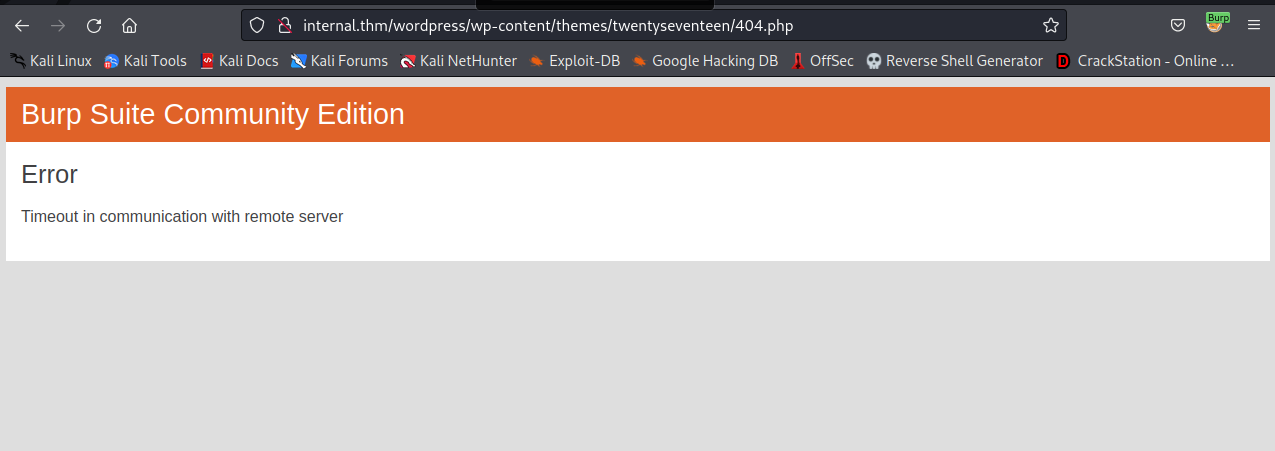 internal.thm/wordpress/wp-content/themes/twentyseventeen/404.php
Burp
Kali Linux Kali Tools Kali Docs Kali Forums Kali NetHunter Exploit-DB Google Hacking DB OffSec Reverse Shell Generator CrackStation - Online ...
Burp Suite Community Edition
Error
Timeout in communication with remote server